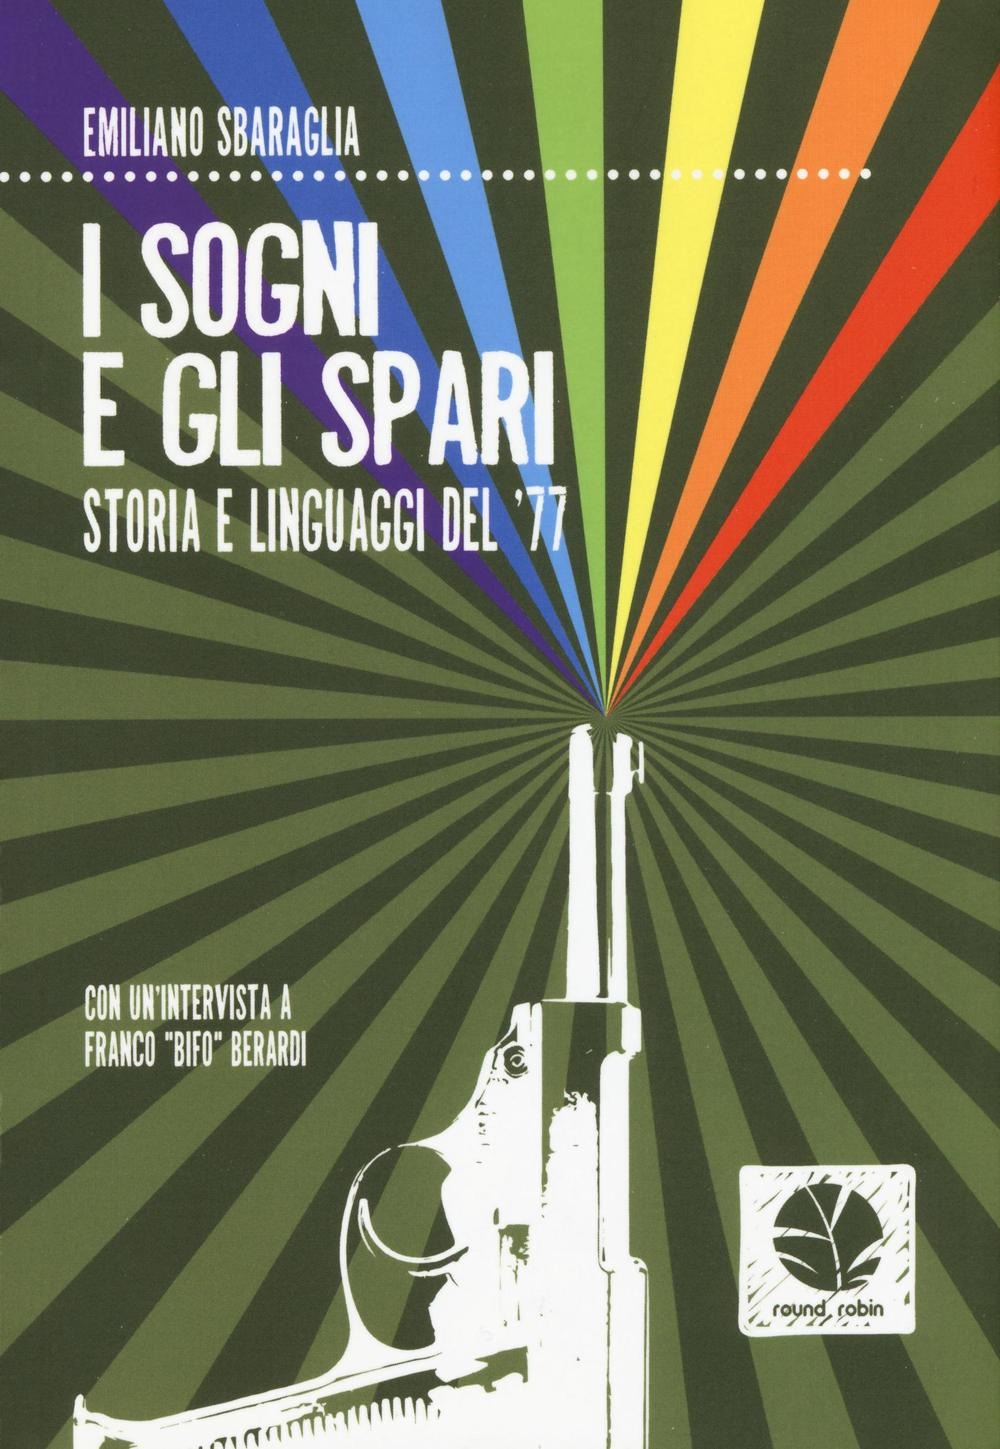 EMILIANO SBARAGLIA
I SOGNI
E GLI SPARI
STORIA E LINGUAGGI DEL '77
CON UN'INTERVISTA A
FRANCO "BIFO" BERARDI
round robin